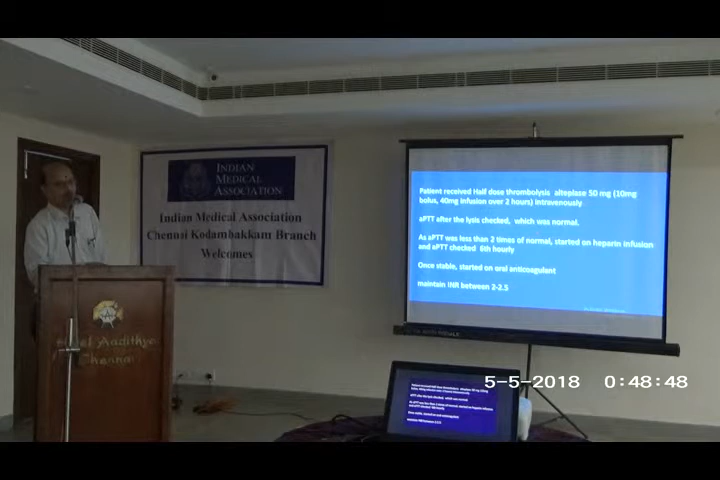 INDIAN
MEDICAL
ASSOCIATION
Indian Medical Association
Chennai Kodambakkam Branch
Welcomes
Patient received Half dose thrombolysis alteplase 50 mg (10mg
bolus, 40mg infusion over 2 hours) intravenously
aPTT after the lysis checked, which was normal.
As aPTT was less than 2 times of normal, started on heparin infusion
and aPTT checked 6th hourly
Once stable, started on oral anticoagulant
maintain INR between 2-2.5
Hotel Aadithya
Chennai
5-5-2018 0:48:48